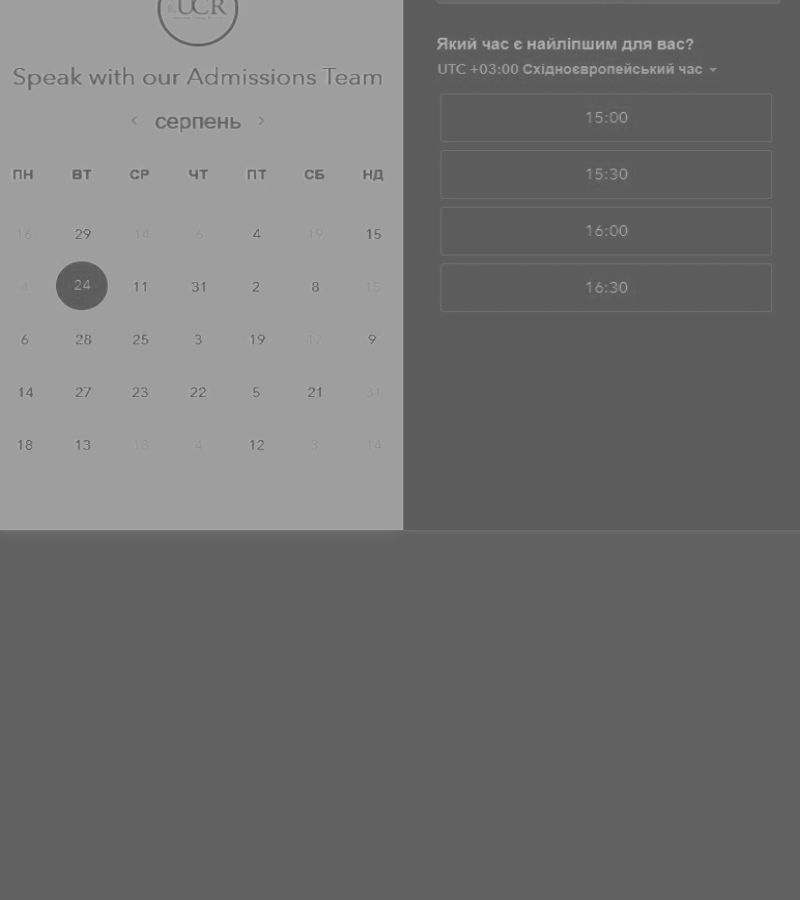 UCR
Speak with our Admissions Team
< серпень >
ПН ВТ СР ЧТ ПТ СБ НД
16 29 14 6 4 19 15
4 24 11 31 2 8 15
6 28 25 3 19 17 9
14 27 23 22 5 21 31
18 13 18 4 12 3 14
Який час є найліпшим для вас?
UTC +03:00 Східноєвропейський час
15:00
15:30
16:00
16:30